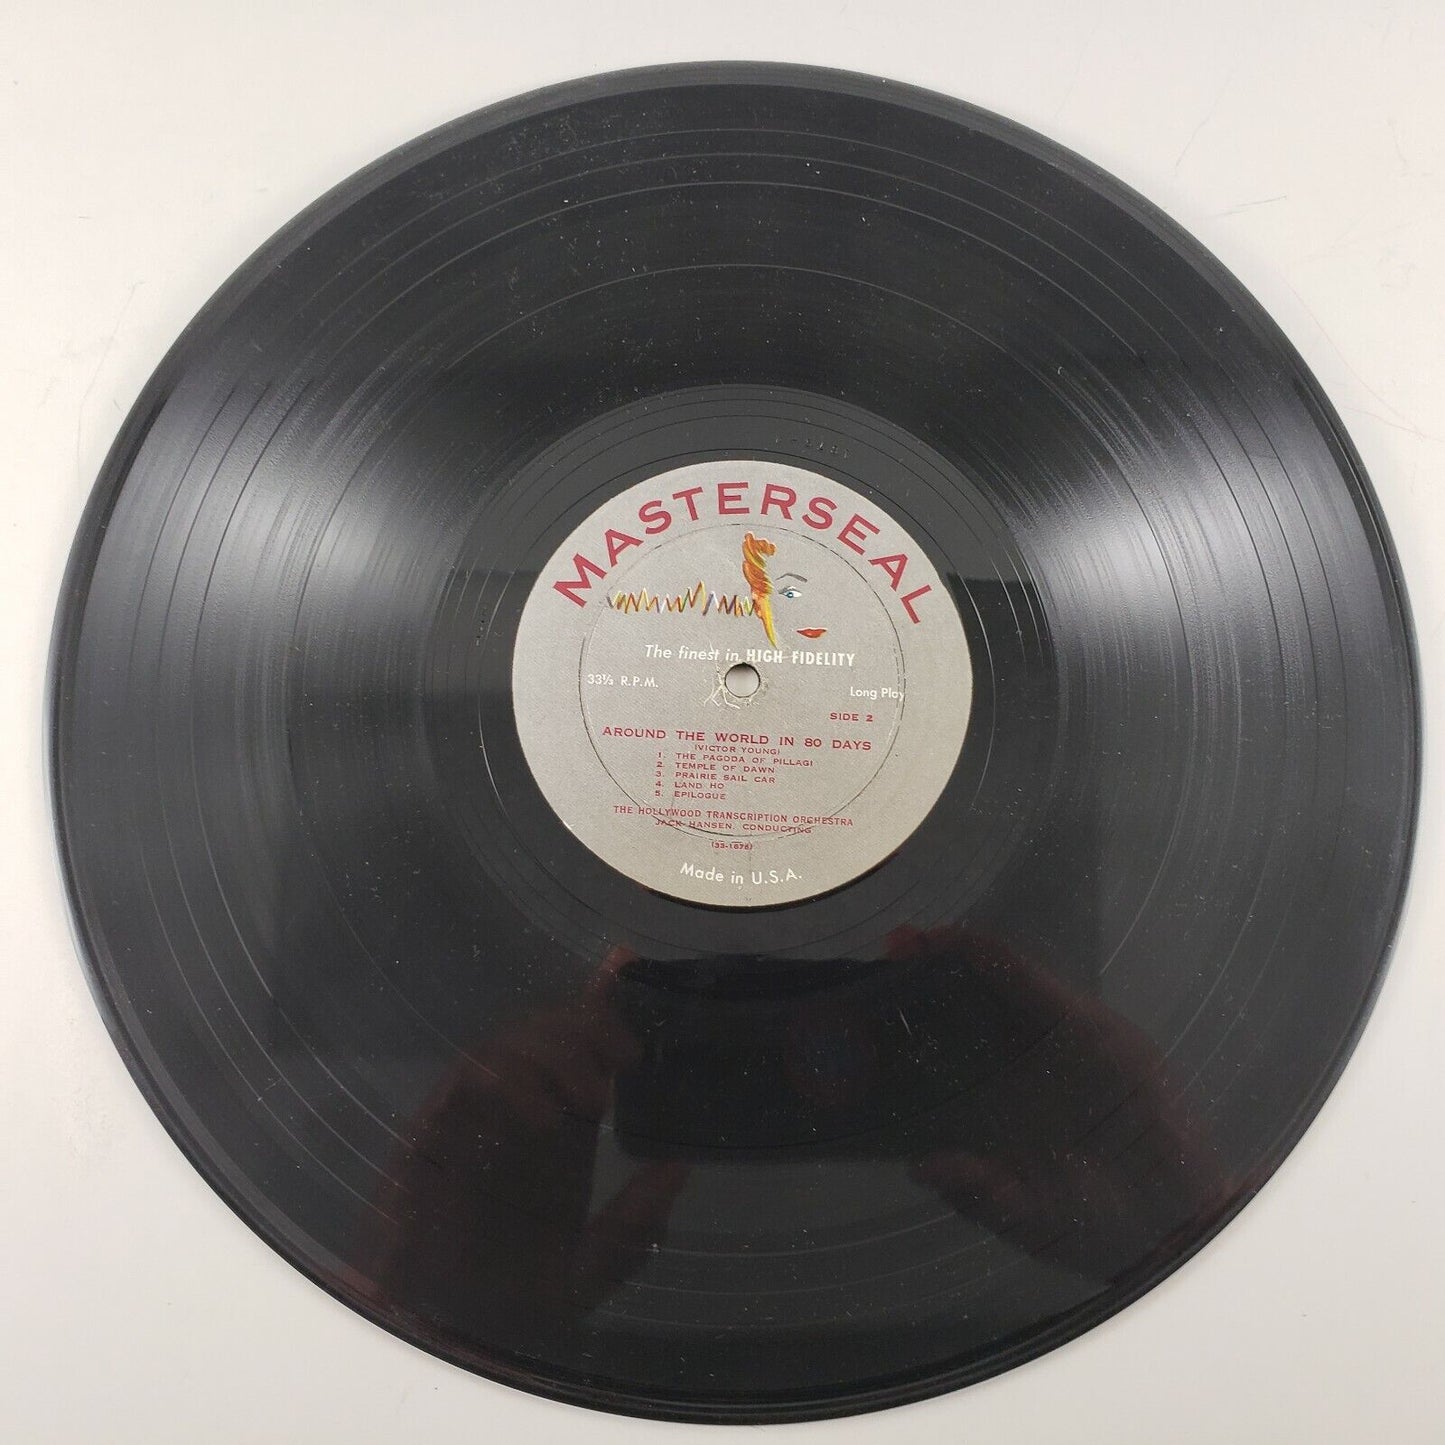 MASTERSEAL
The finest in HIGH FIDELITY
33⅓ R.P.M.
Long Play
SIDE 2
AROUND THE WORLD IN 80 DAYS
(VICTOR YOUNG)
1. THE PAGODA OF PILLAGI
2. TEMPLE OF DAWN
3. PRAIRIE SAIL CAR
4. LAND HO
5. EPILOGUE
THE HOLLYWOOD TRANSCRIPTION ORCHESTRA
JACK HANSEN, CONDUCTING
(33-1876)
Made in U.S.A.